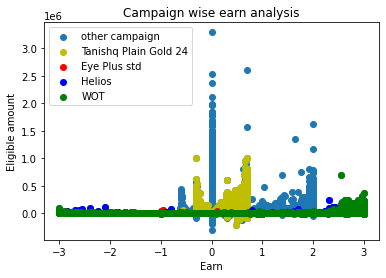 Campaign wise earn analysis
1e6
other campaign
Tanishq Plain Gold 24
Eye Plus std
Helios
WOT
Eligible amount
3.0
2.5
2.0
1.5
1.0
0.5
0.0
−3 −2 −1 0 1 2 3
Earn